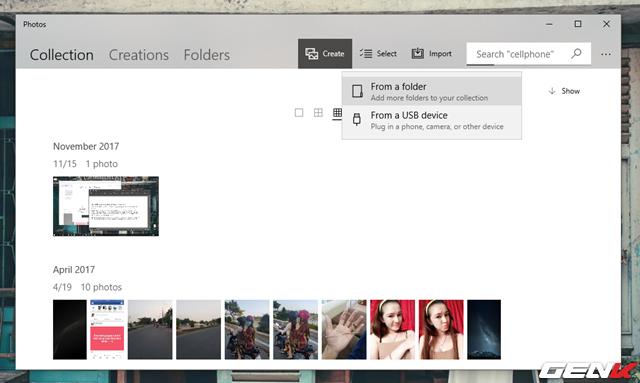 Photos
Collection Creations Folders Create Select Import Search "cellphone"
From a folder
Add more folders to your collection
From a USB device
Plug in a phone, camera, or other device
Show
November 2017
11/15 1 photo
April 2017
4/19 10 photos
GENK